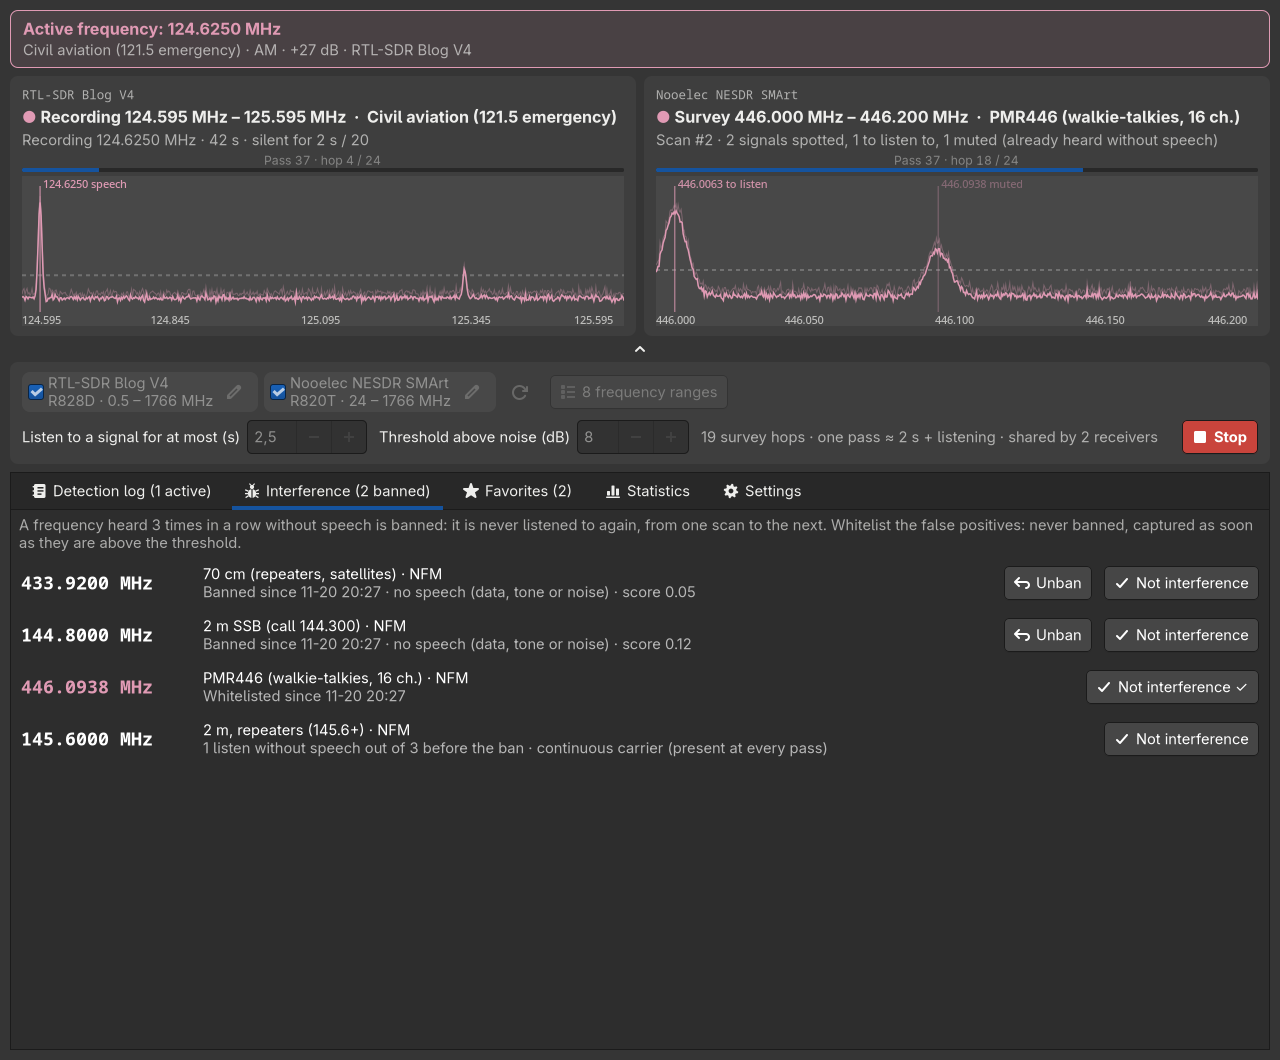 Active frequency: 124.6250 MHz
Civil aviation (121.5 emergency) · AM · +27 dB · RTL-SDR Blog V4
RTL-SDR Blog V4
Recording 124.595 MHz – 125.595 MHz · Civil aviation (121.5 emergency)
Recording 124.6250 MHz · 42 s · silent for 2 s / 20
Pass 37 · hop 4 / 24
124.6250 speech
124.595 124.845 125.095 125.345 125.595
Nooelec NESDR SMArt
Survey 446.000 MHz – 446.200 MHz · PMR446 (walkie-talkies, 16 ch.)
Scan #2 · 2 signals spotted, 1 to listen to, 1 muted (already heard without speech)
Pass 37 · hop 18 / 24
446.0063 to listen 446.0938 muted
446.000 446.050 446.100 446.150 446.200
RTL-SDR Blog V4
R828D · 0.5 – 1766 MHz
Nooelec NESDR SMArt
R820T · 24 – 1766 MHz
8 frequency ranges
Listen to a signal for at most (s) 2,5 − + Threshold above noise (dB) 8 − + 19 survey hops · one pass ≈ 2 s + listening · shared by 2 receivers Stop
Detection log (1 active) Interference (2 banned) Favorites (2) Statistics Settings
A frequency heard 3 times in a row without speech is banned: it is never listened to again, from one scan to the next. Whitelist the false positives: never banned, captured as soon
as they are above the threshold.
433.9200 MHz
70 cm (repeaters, satellites) · NFM
Banned since 11-20 20:27 · no speech (data, tone or noise) · score 0.05
Unban Not interference
144.8000 MHz
2 m SSB (call 144.300) · NFM
Banned since 11-20 20:27 · no speech (data, tone or noise) · score 0.12
Unban Not interference
446.0938 MHz
PMR446 (walkie-talkies, 16 ch.) · NFM
Whitelisted since 11-20 20:27
Not interference ✓
145.6000 MHz
2 m, repeaters (145.6+) · NFM
1 listen without speech out of 3 before the ban · continuous carrier (present at every pass)
Not interference